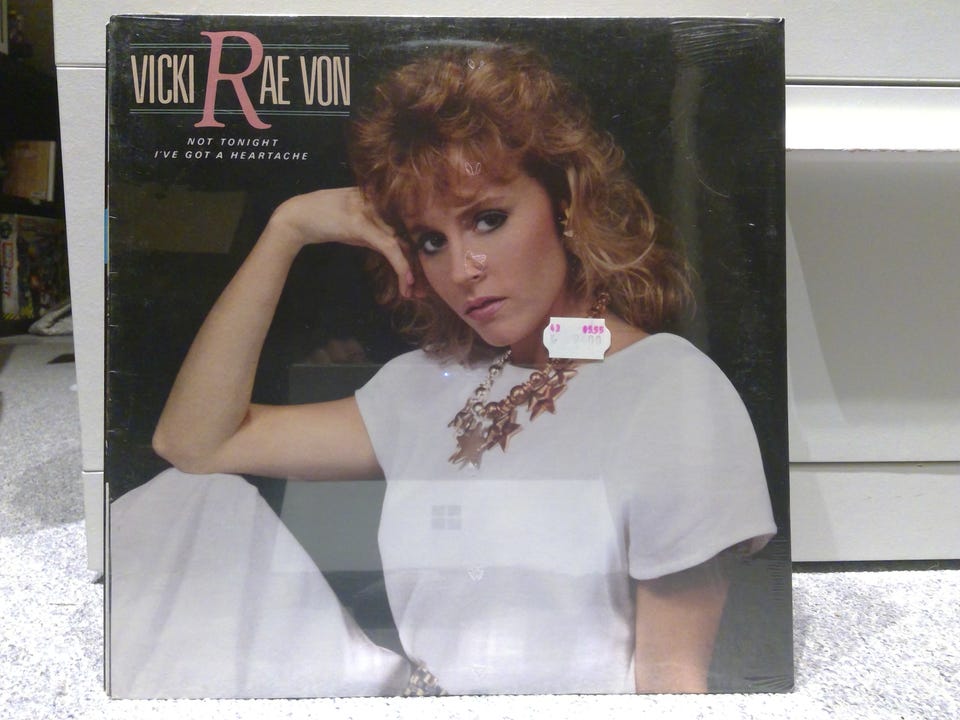 VICKI RAE VON
NOT TONIGHT
I'VE GOT A HEARTACHE